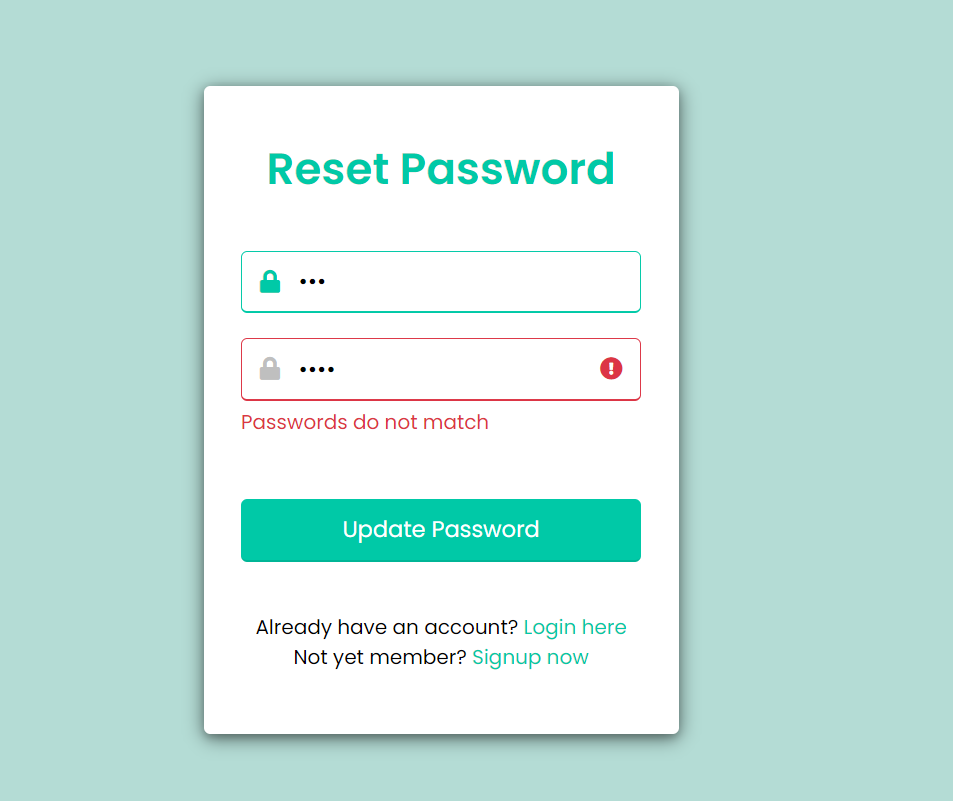 Reset Password
•••
••••
Passwords do not match
Update Password
Already have an account? Login here
Not yet member? Signup now